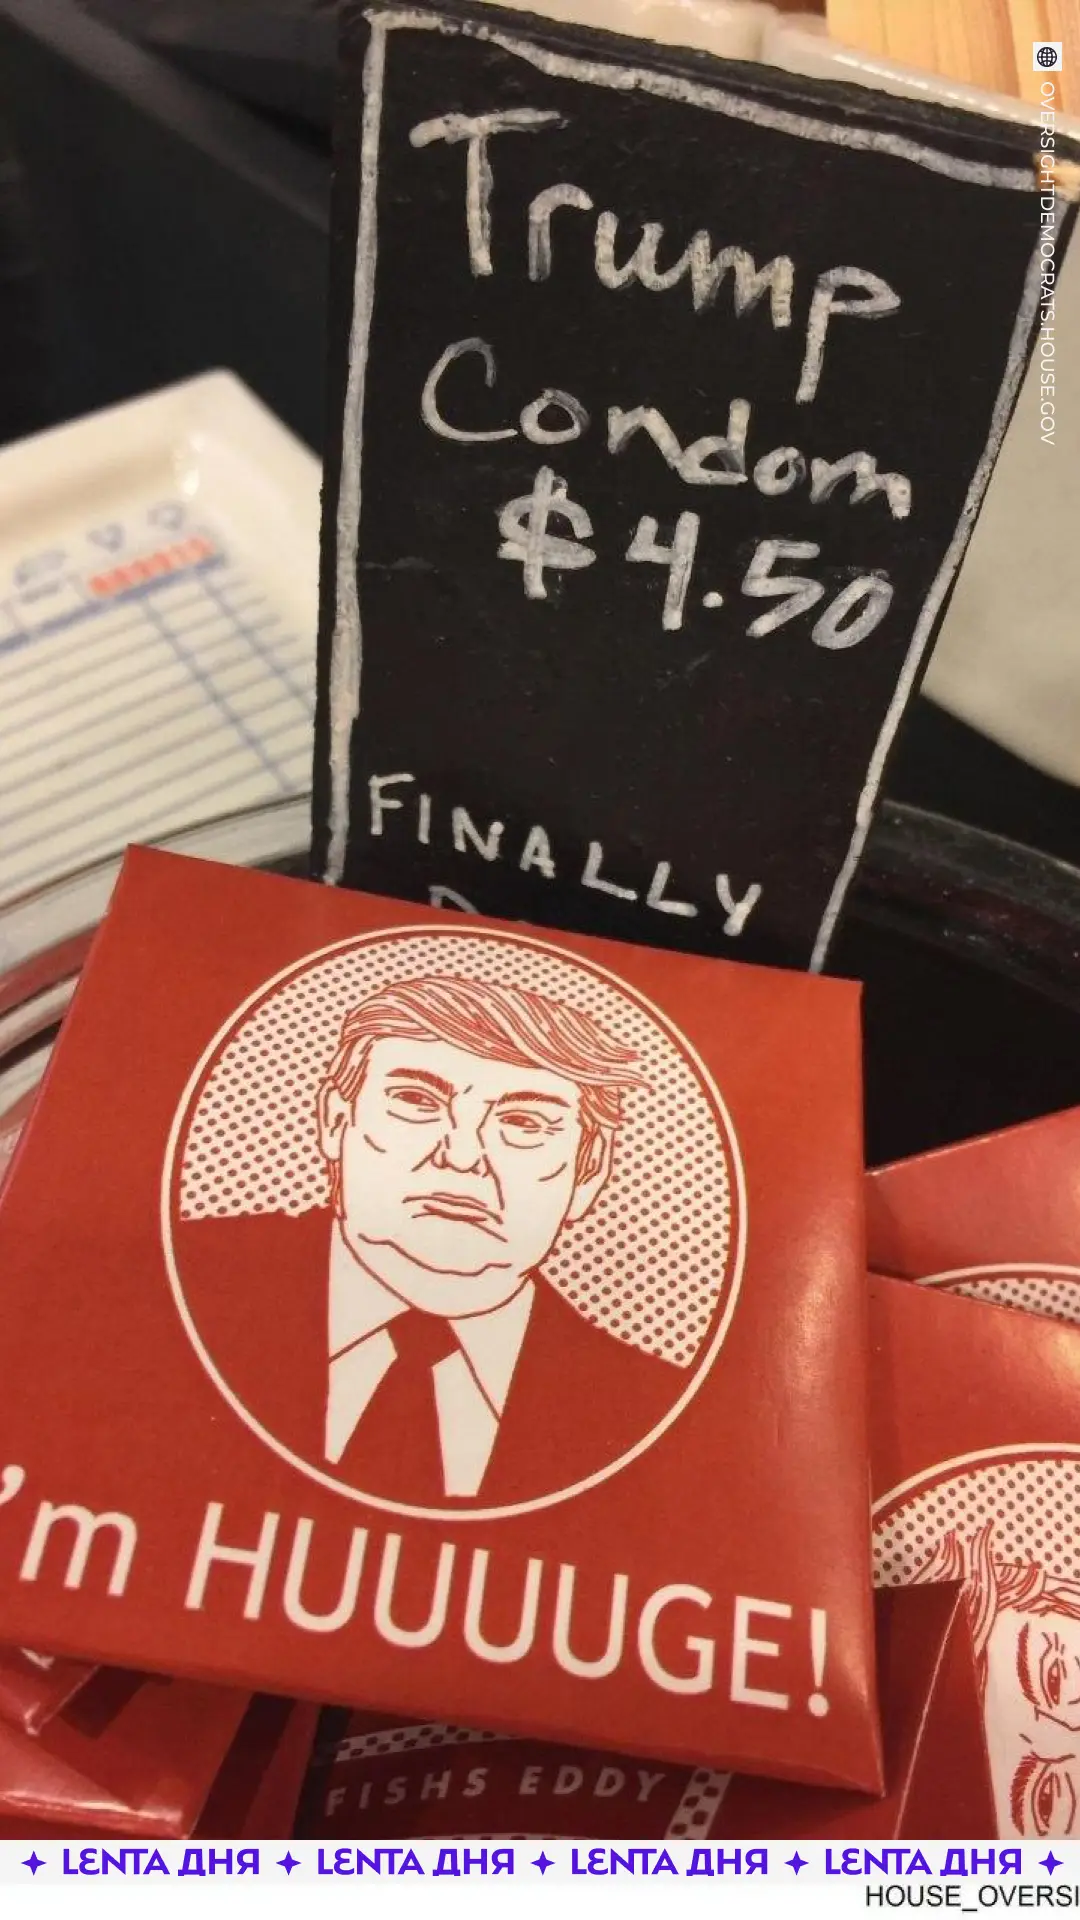 OVERSIGHTDEMOCRATS.HOUSE.GOV
Trump
Condom
$4.50
FINALLY
'm HUUUUGE!
FISHS EDDY
LENTA ДНЯ LENTA ДНЯ LENTA ДНЯ LENTA ДНЯ
HOUSE_OVERSI